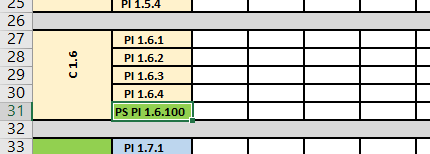 25 PI 1.5.4
26
27 PI 1.6.1
28 PI 1.6.2
C 1.6
29 PI 1.6.3
30 PI 1.6.4
31 PS PI 1.6.100
32
33 PI 1.7.1